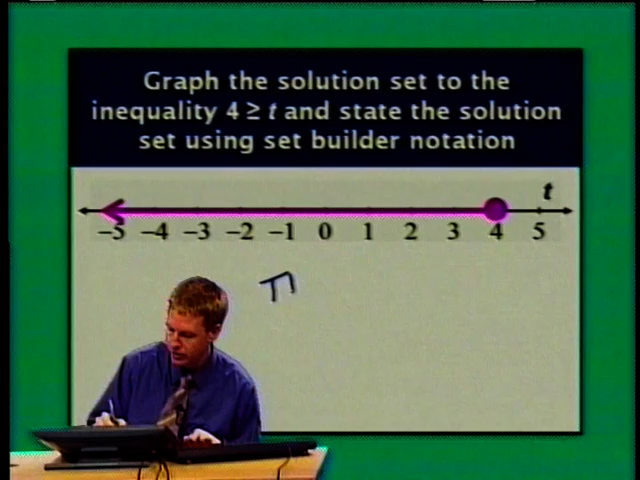 Graph the solution set to the
inequality 4 ≥ t and state the solution
set using set builder notation
t
–5 –4 –3 –2 –1 0 1 2 3 4 5